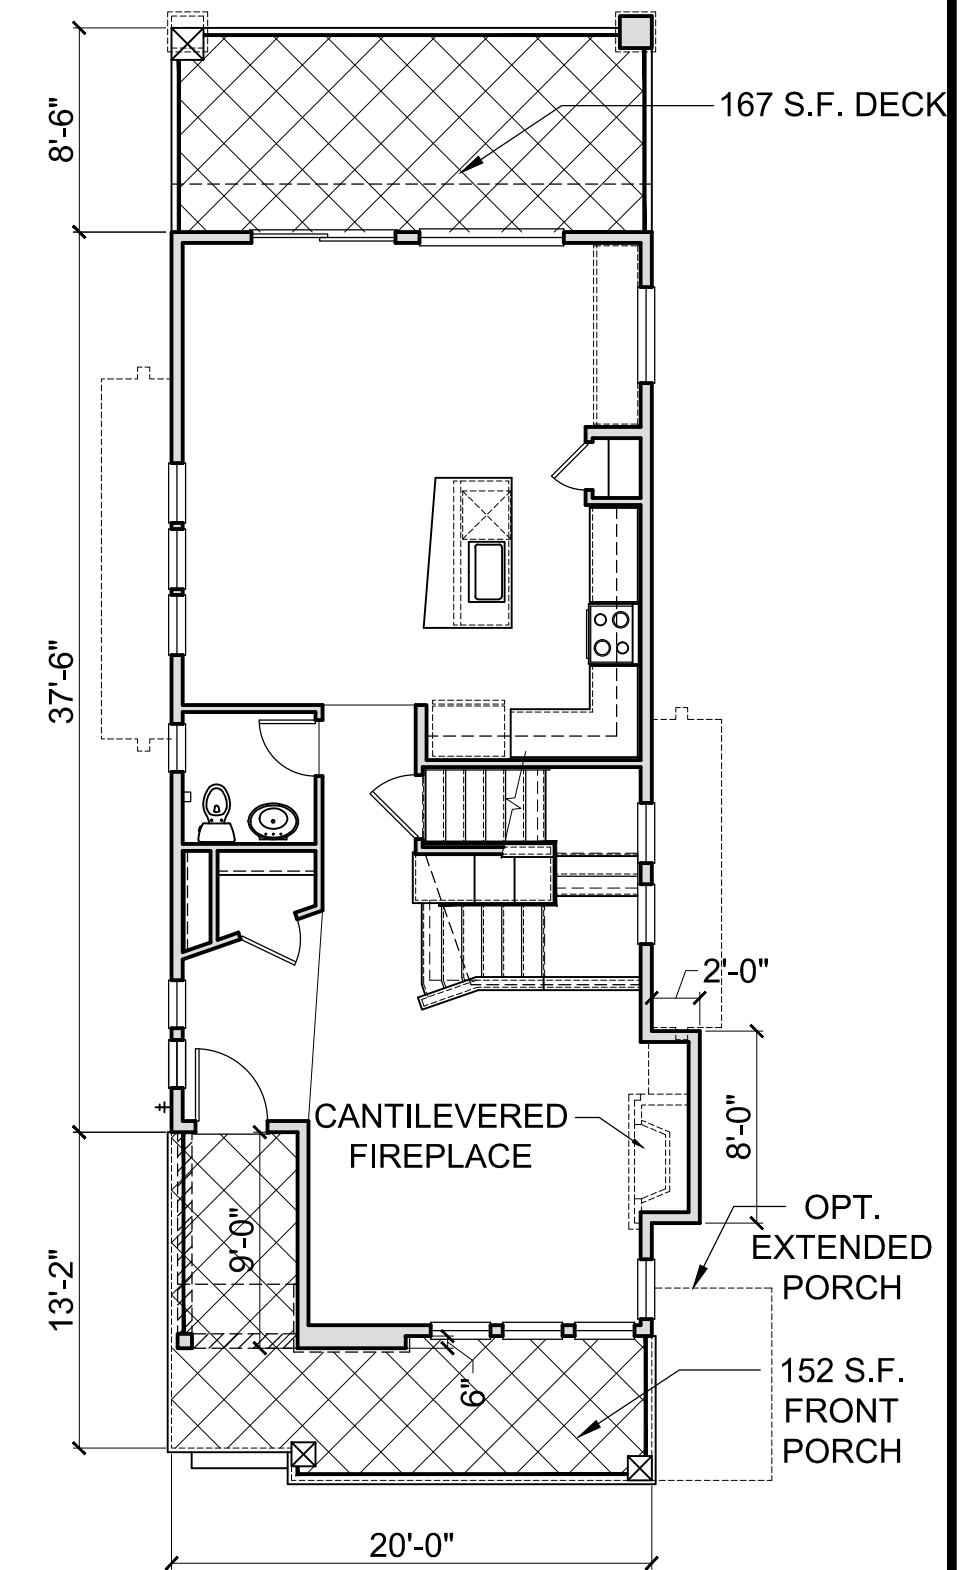 8'-6"
167 S.F. DECK
37'-6"
2'-0"
CANTILEVERED
FIREPLACE
8'-0"
9'-0"
OPT.
EXTENDED
PORCH
13'-2"
6"
152 S.F.
FRONT
PORCH
20'-0"